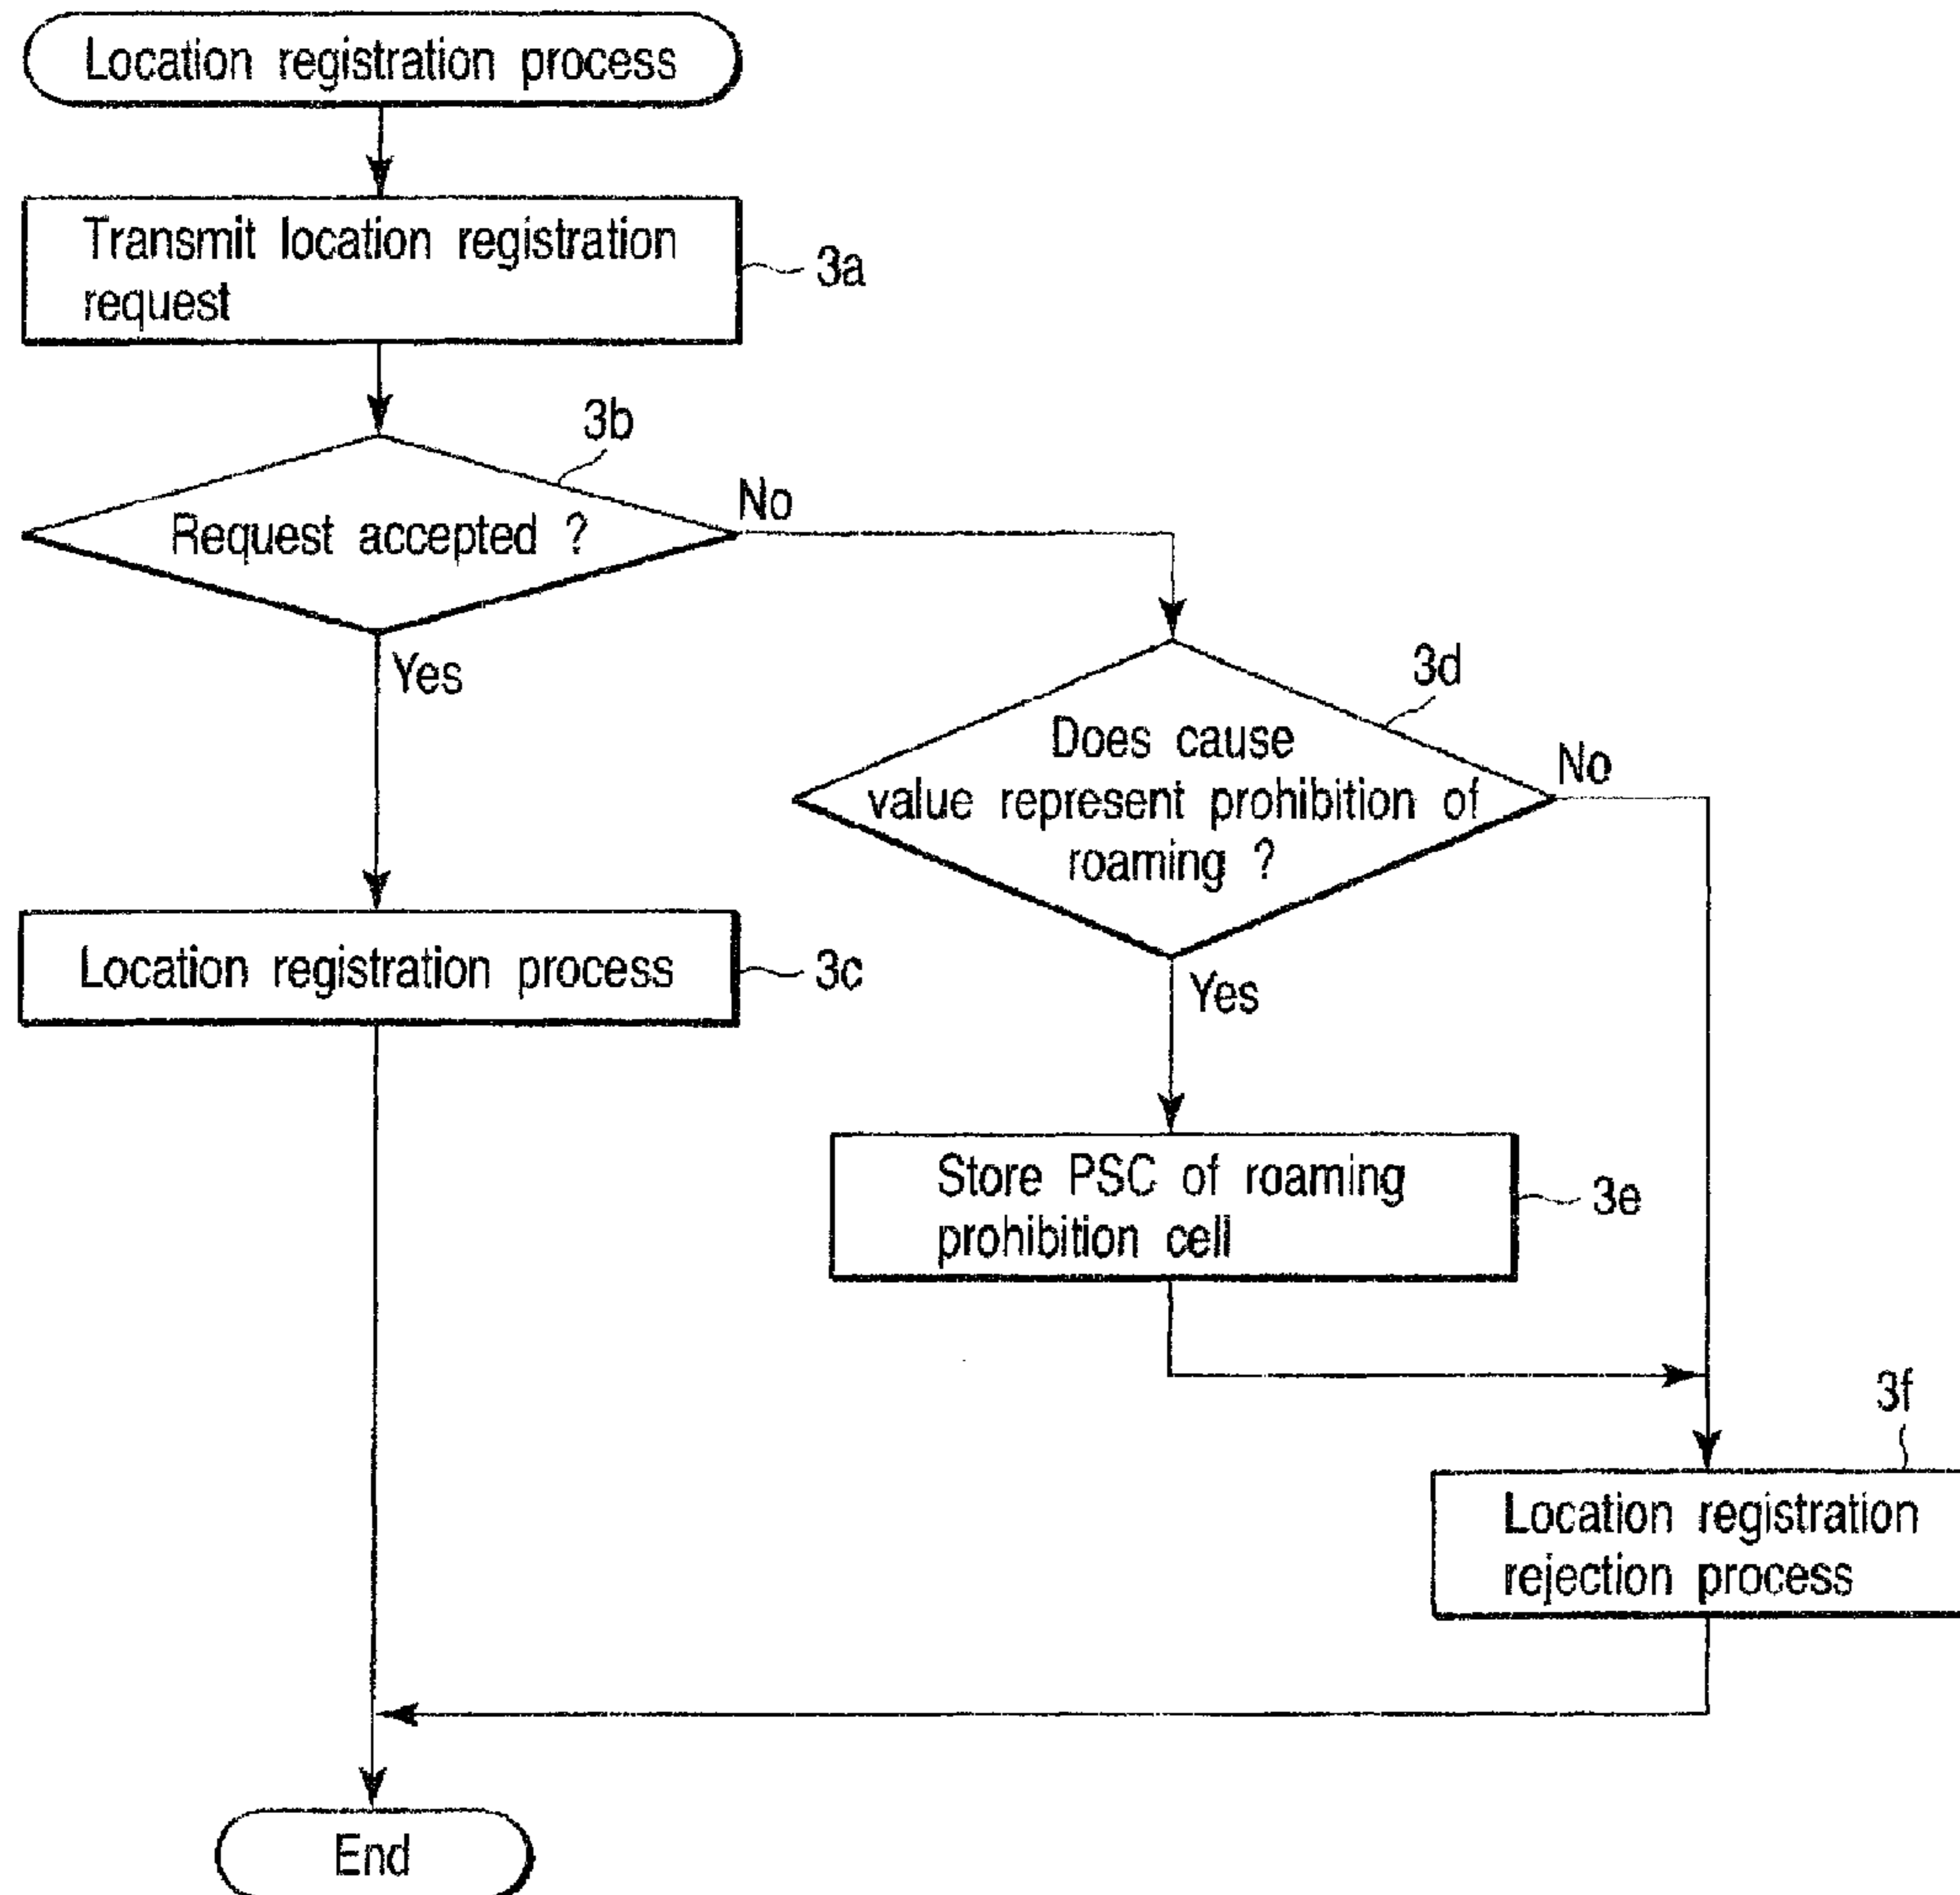 Location registration process
Transmit location registration
request
3a
3b
Request accepted ?
No
Yes
3d
Does cause
value represent prohibition of
roaming ?
No
Yes
Location registration process
3c
Store PSC of roaming
prohibition cell
3e
3f
Location registration
rejection process
End